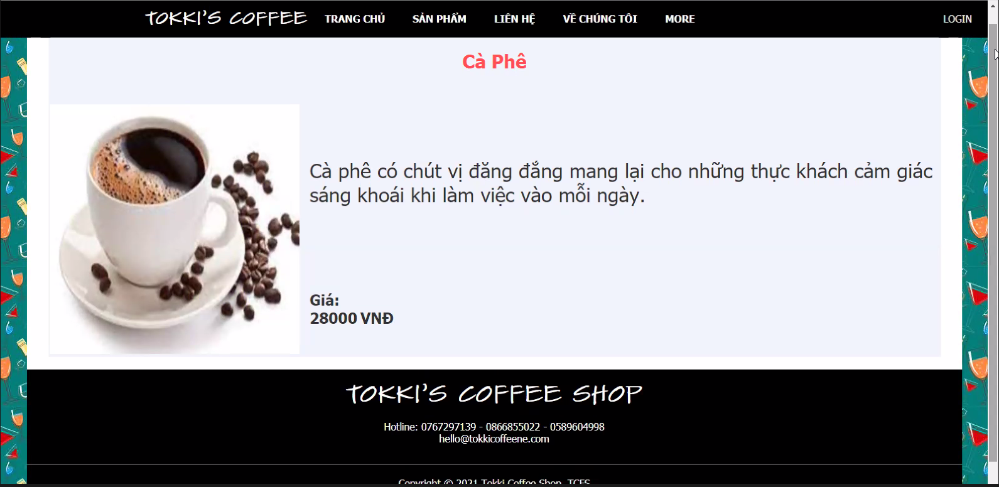 TOKKI'S COFFEE TRANG CHỦ SẢN PHẨM LIÊN HỆ VỀ CHÚNG TÔI MORE LOGIN
Cà Phê
Cà phê có chút vị đăng đắng mang lại cho những thực khách cảm giác
sáng khoái khi làm việc vào mỗi ngày.
Giá:
28000 VNĐ
TOKKI'S COFFEE SHOP
Hotline: 0767297139 - 0866855022 - 0589604998
hello@tokkicoffeene.com
Copyright © 2021 Tokki Coffee Shop, TCFS